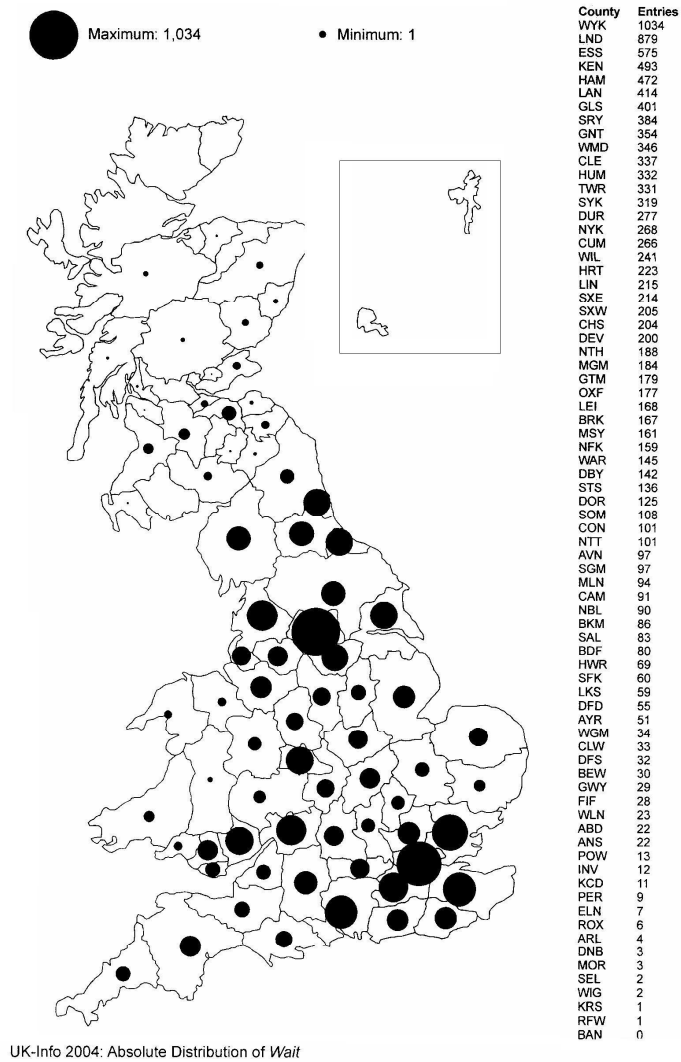 Maximum: 1,034
Minimum: 1
County Entries
WYK 1034
LND 879
ESS 575
KEN 493
HAM 472
LAN 414
GLS 401
SRY 384
GNT 354
WMD 346
CLE 337
HUM 332
TWR 331
SYK 319
DUR 277
NYK 268
CUM 266
WIL 241
HRT 223
LIN 215
SXE 214
SXW 205
CHS 204
DEV 200
NTH 188
MGM 184
GTM 179
OXF 177
LEI 168
BRK 167
MSY 161
NFK 159
WAR 145
DBY 142
STS 136
DOR 125
SOM 108
CON 101
NTT 101
AVN 97
SGM 97
MLN 94
CAM 91
NBL 90
BKM 86
SAL 83
BDF 80
HWR 69
SFK 60
LKS 59
DFD 55
AYR 51
WGM 34
CLW 33
DFS 32
BEW 30
GWY 29
FIF 28
WLN 23
ABD 22
ANS 22
POW 13
INV 12
KCD 11
PER 9
ELN 7
ROX 6
ARL 4
DNB 3
MOR 3
SEL 2
WIG 2
KRS 1
RFW 1
BAN 0
UK-Info 2004: Absolute Distribution of Wait